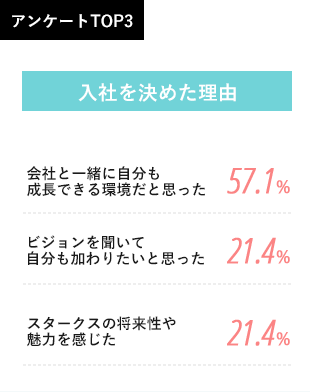 アンケートTOP3
入社を決めた理由
会社と一緒に自分も
成長できる環境だと思った
57.1%
ビジョンを聞いて
自分も加わりたいと思った
21.4%
スタークスの将来性や
魅力を感じた
21.4%